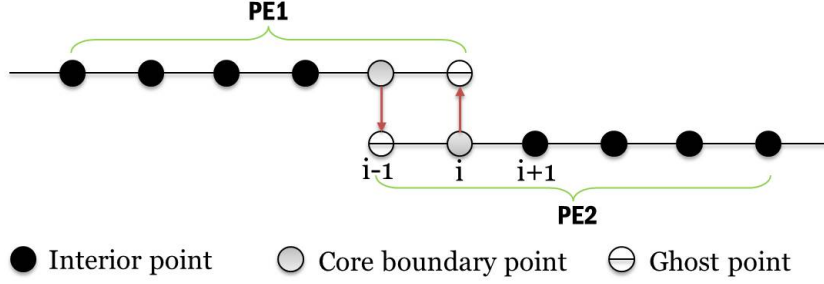 PE1
i-1 i i+1
PE2
Interior point Core boundary point Ghost point